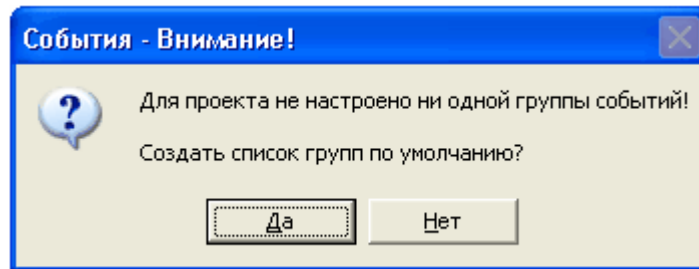 События - Внимание!
Для проекта не настроено ни одной группы событий!
Создать список групп по умолчанию?
Да
Нет